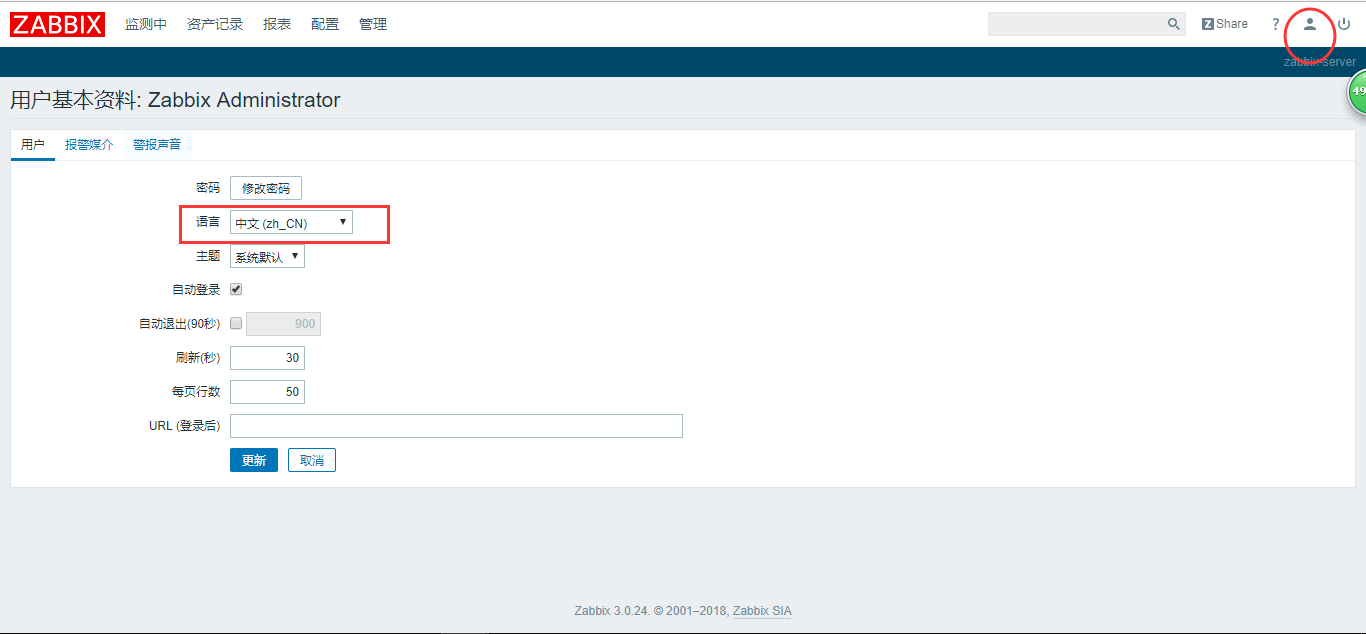 ZABBIX 监测中 资产记录 报表 配置 管理 Z Share ?
zabbix-server
用户基本资料: Zabbix Administrator
49
用户 报警媒介 警报声音
密码 修改密码
语言 中文 (zh_CN)
主题 系统默认
自动登录
自动退出(90秒) 900
刷新(秒) 30
每页行数 50
URL (登录后)
更新 取消
Zabbix 3.0.24. © 2001–2018, Zabbix SIA